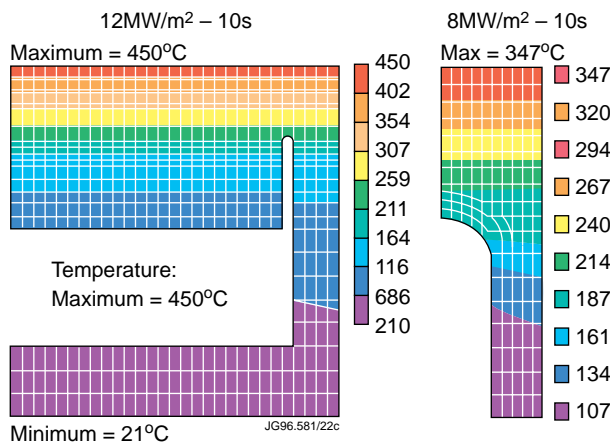 12MW/m² – 10s
Maximum = 450°C
450
402
354
307
259
211
164
116
686
210
Temperature:
Maximum = 450°C
Minimum = 21°C
JG96.581/22c
8MW/m² – 10s
Max = 347°C
347
320
294
267
240
214
187
161
134
107